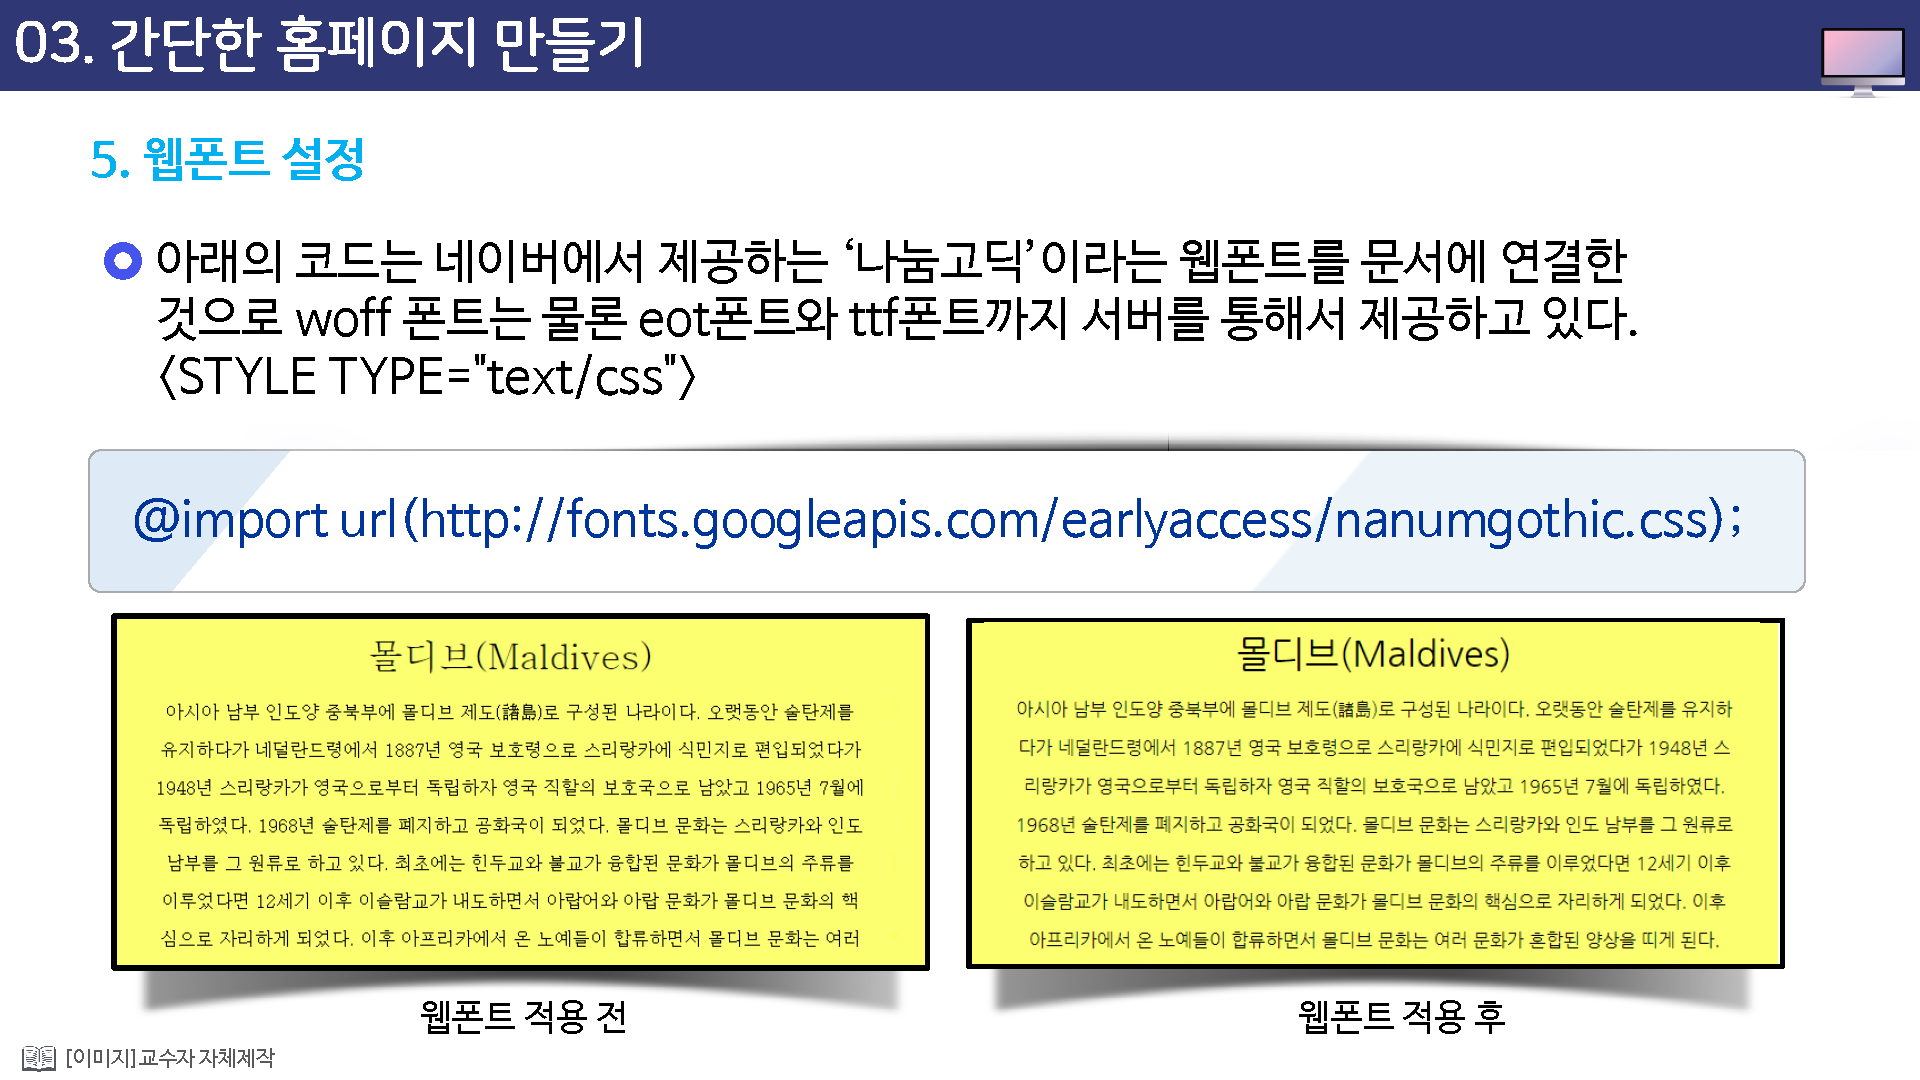 03. 간단한 홈페이지 만들기
5. 웹폰트 설정
아래의 코드는 네이버에서 제공하는 ‘나눔고딕’이라는 웹폰트를 문서에 연결한
것으로 woff 폰트는 물론 eot폰트와 ttf폰트까지 서버를 통해서 제공하고 있다.
<STYLE TYPE="text/css">
@import url(http://fonts.googleapis.com/earlyaccess/nanumgothic.css);
몰디브(Maldives)
아시아 남부 인도양 중북부에 몰디브 제도(諸島)로 구성된 나라이다. 오랫동안 술탄제를
유지하다가 네덜란드령에서 1887년 영국 보호령으로 스리랑카에 식민지로 편입되었다가
1948년 스리랑카가 영국으로부터 독립하자 영국 직할의 보호국으로 남았고 1965년 7월에
독립하였다. 1968년 술탄제를 폐지하고 공화국이 되었다. 몰디브 문화는 스리랑카와 인도
남부를 그 원류로 하고 있다. 최초에는 힌두교와 불교가 융합된 문화가 몰디브의 주류를
이루었다면 12세기 이후 이슬람교가 내도하면서 아랍어와 아랍 문화가 몰디브 문화의 핵
심으로 자리하게 되었다. 이후 아프리카에서 온 노예들이 합류하면서 몰디브 문화는 여러
웹폰트 적용 전
몰디브(Maldives)
아시아 남부 인도양 중북부에 몰디브 제도(諸島)로 구성된 나라이다. 오랫동안 술탄제를 유지하
다가 네덜란드령에서 1887년 영국 보호령으로 스리랑카에 식민지로 편입되었다가 1948년 스
리랑카가 영국으로부터 독립하자 영국 직할의 보호국으로 남았고 1965년 7월에 독립하였다.
1968년 술탄제를 폐지하고 공화국이 되었다. 몰디브 문화는 스리랑카와 인도 남부를 그 원류로
하고 있다. 최초에는 힌두교와 불교가 융합된 문화가 몰디브의 주류를 이루었다면 12세기 이후
이슬람교가 내도하면서 아랍어와 아랍 문화가 몰디브 문화의 핵심으로 자리하게 되었다. 이후
아프리카에서 온 노예들이 합류하면서 몰디브 문화는 여러 문화가 혼합된 양상을 띠게 된다.
웹폰트 적용 후
[이미지] 교수자 자체제작